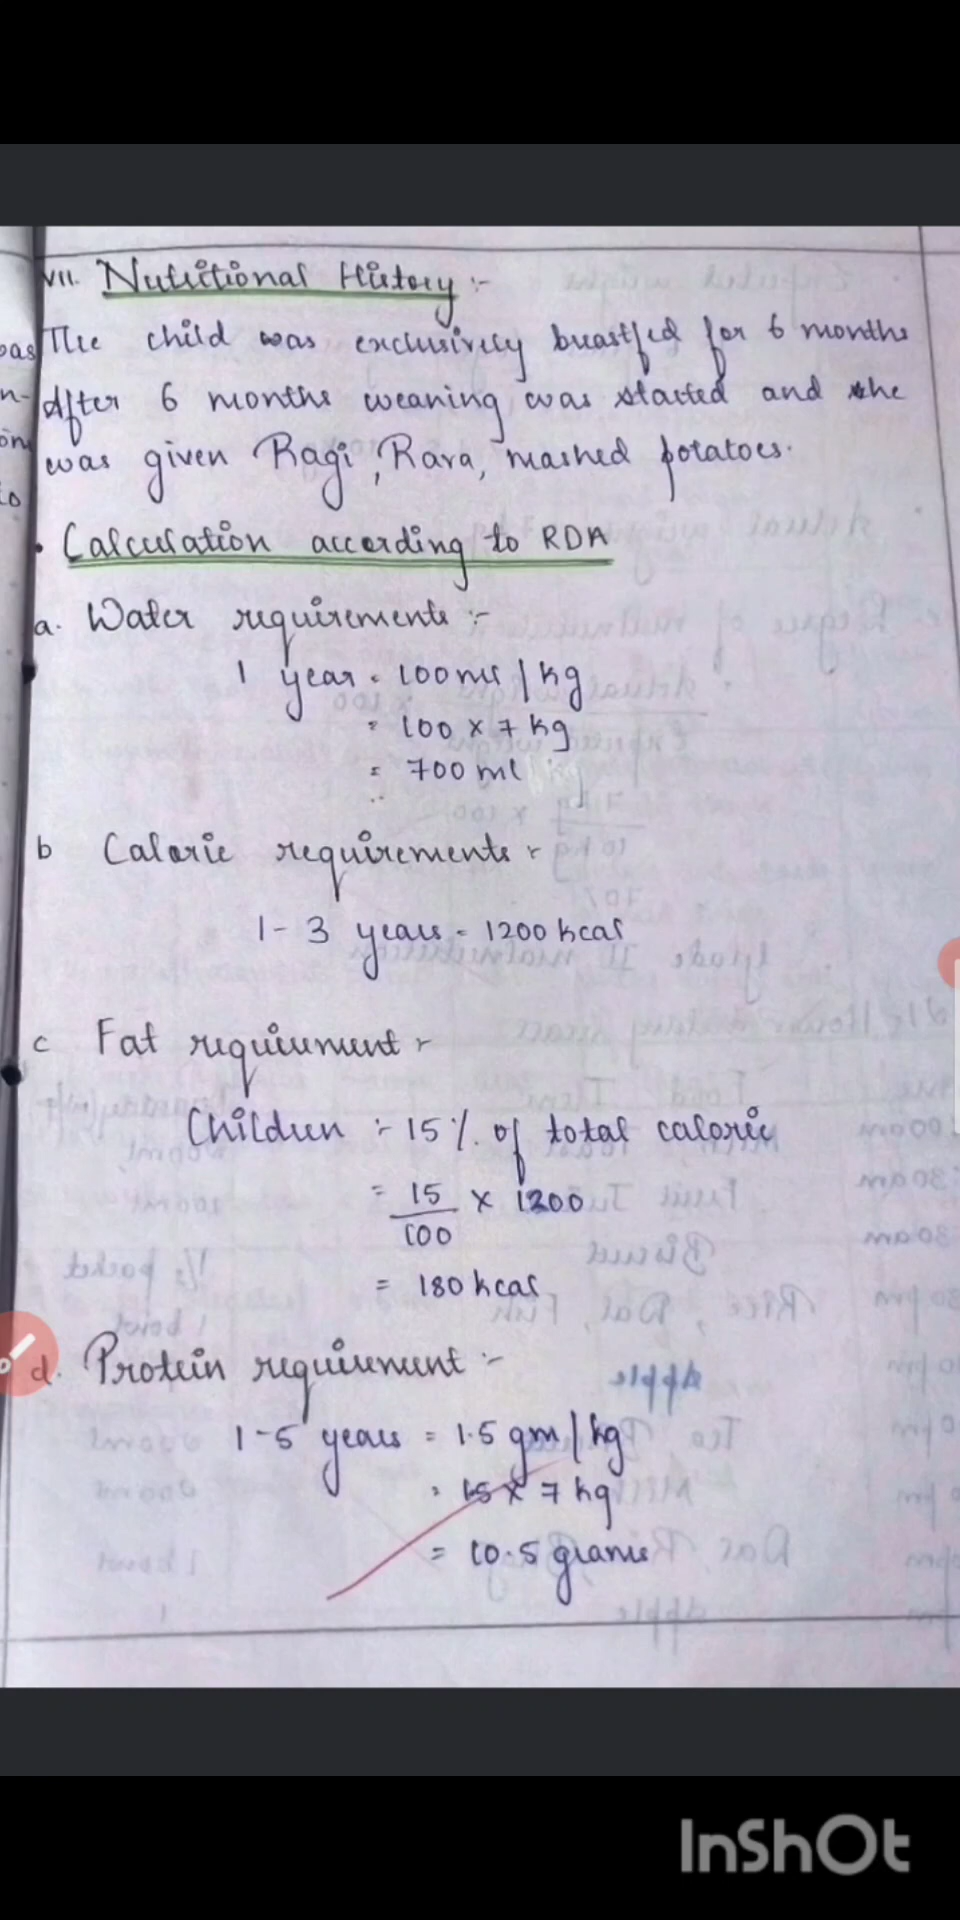 VII. Nutritional History :-
The child was exclusively breastfed for 6 months
After 6 months weaning was started and she
was given Ragi, Rava, mashed potatoes.
• Calculation according to RDA
a. Water requirements :-
1 year = 100ml / kg
= 100 x 7 kg
= 700 ml
b Caloric requirements :-
1 - 3 years = 1200 kcal
c Fat requirement :-
Children :- 15 % of total caloric
= 15/100 x 1200
= 180 kcal
d. Protein requirement :-
1-5 years = 1.5 gm / kg
= 1.5 x 7 kg
= 10.5 grams
InShOt